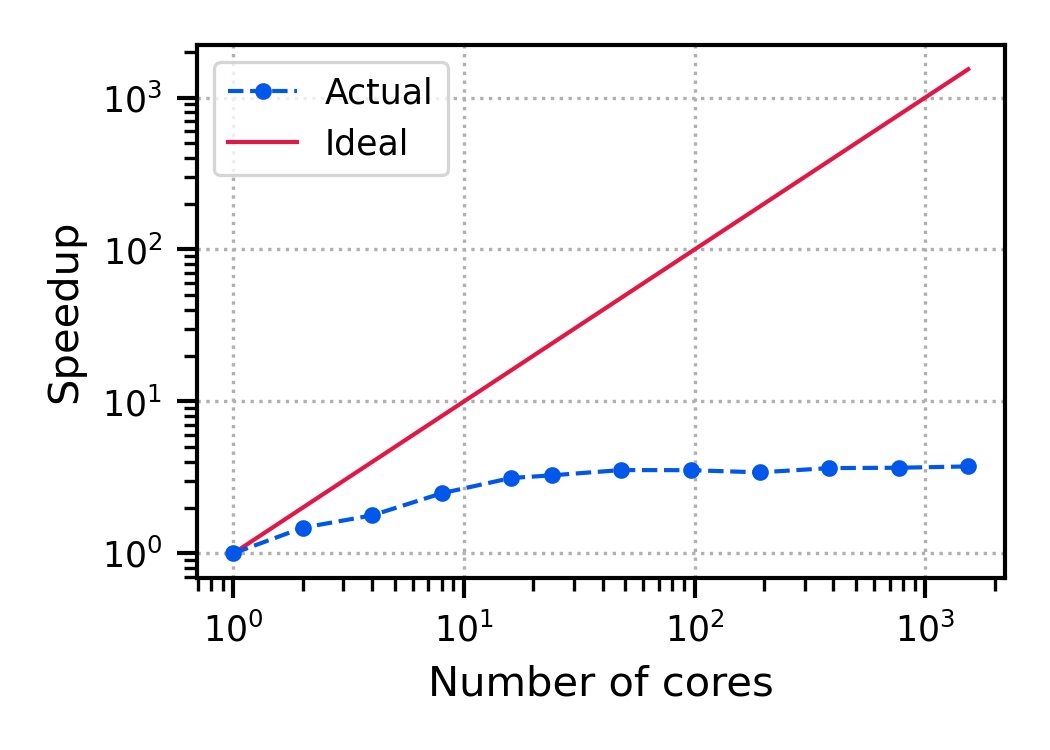 Actual
Ideal
10³
10²
10¹
10⁰
Speedup
10⁰ 10¹ 10² 10³
Number of cores